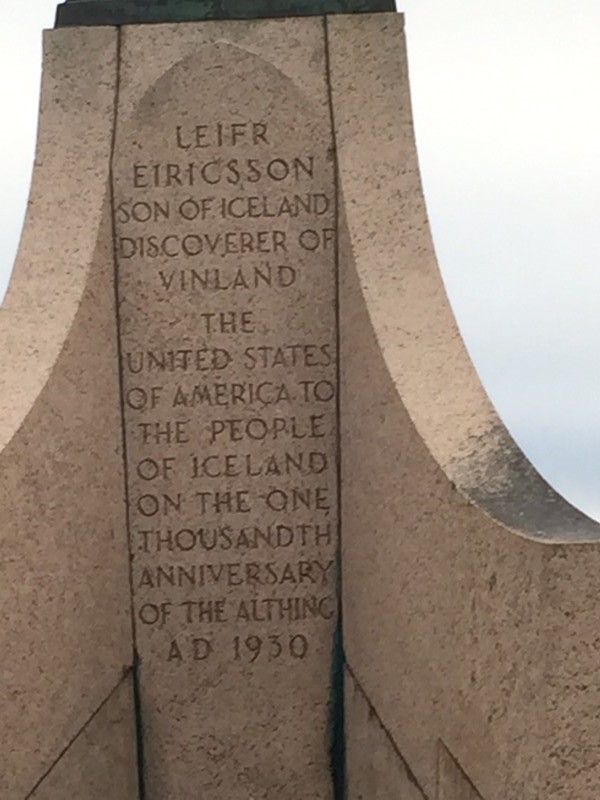 LEIFR
EIRICSSON
SON OF ICELAND
DISCOVERER OF
VINLAND
THE
UNITED STATES
OF AMERICA TO
THE PEOPLE
OF ICELAND
ON THE ONE
THOUSANDTH
ANNIVERSARY
OF THE ALTHING
AD 1930